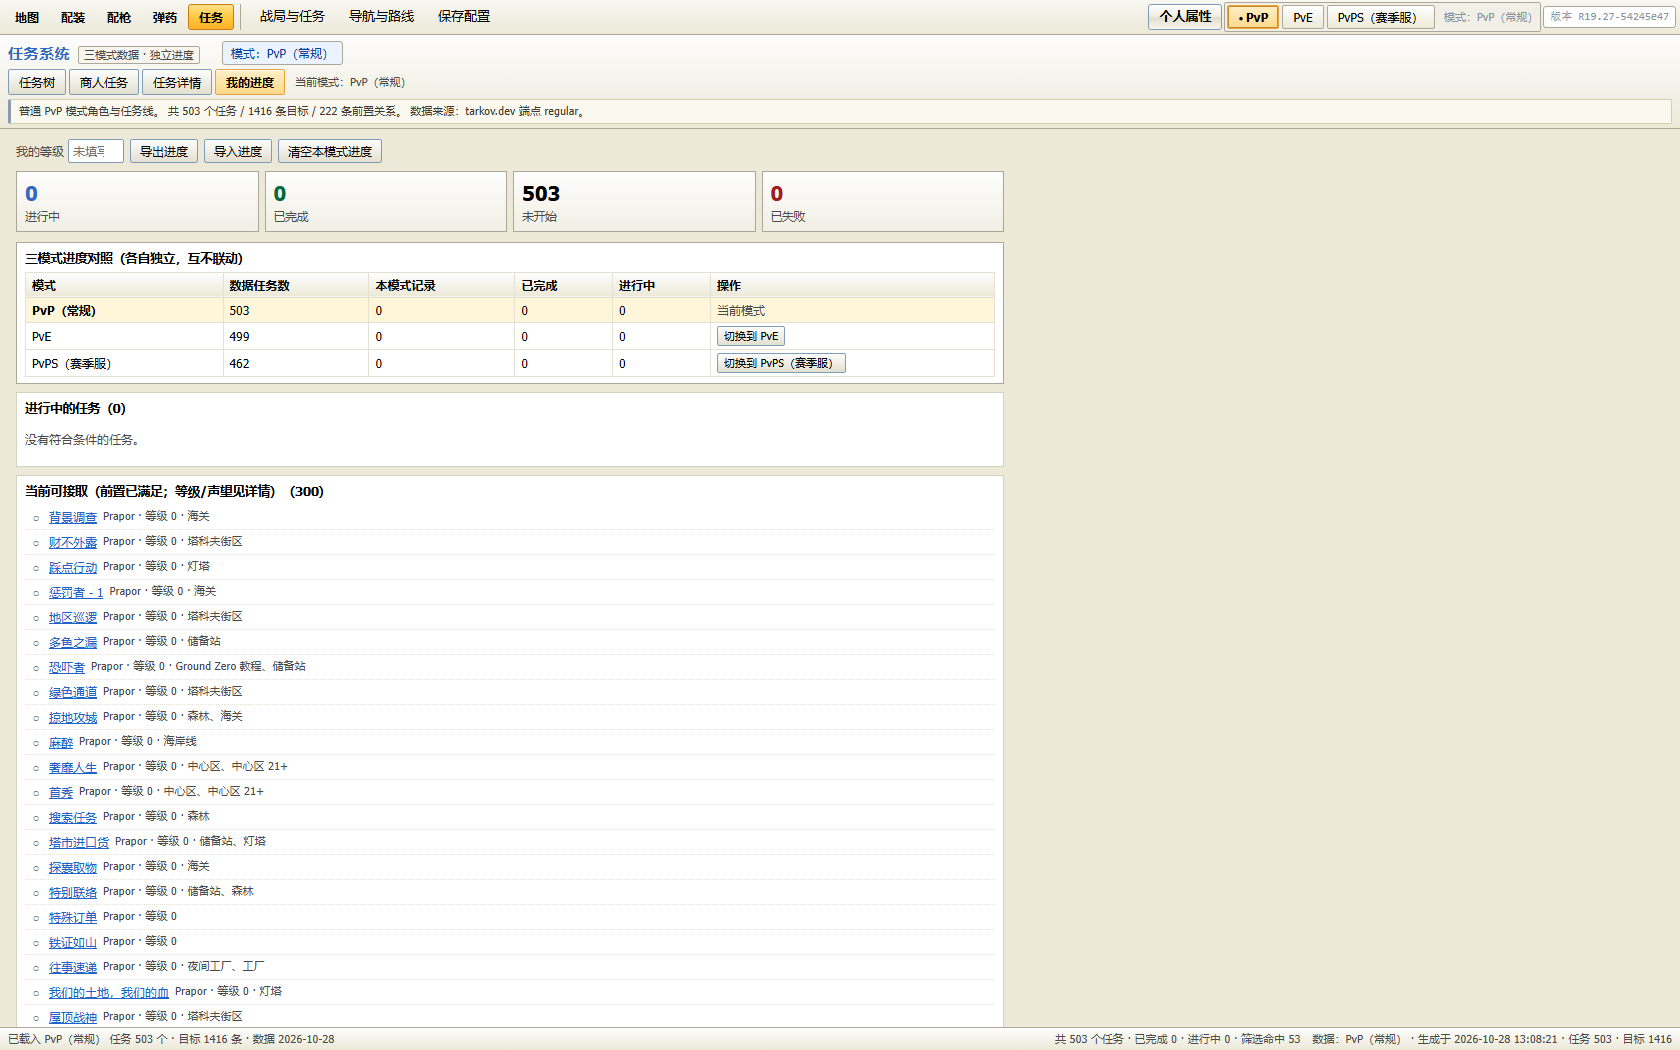 地图 配装 配枪 弹药 任务 战局与任务 导航与路线 保存配置 个人属性 • PvP PvE PvPS（赛季服） 模式：PvP（常规） 版本 R19.27-54245e47
任务系统 三模式数据 · 独立进度 模式：PvP（常规）
任务树 商人任务 任务详情 我的进度 当前模式：PvP（常规）
普通 PvP 模式角色与任务线。 共 503 个任务 / 1416 条目标 / 222 条前置关系。 数据来源：tarkov.dev 端点 regular。
我的等级 未填写 导出进度 导入进度 清空本模式进度
0 0 503 0
进行中 已完成 未开始 已失败
三模式进度对照（各自独立，互不联动）
模式 数据任务数 本模式记录 已完成 进行中 操作
PvP（常规） 503 0 0 0 当前模式
PvE 499 0 0 0 切换到 PvE
PvPS（赛季服） 462 0 0 0 切换到 PvPS（赛季服）
进行中的任务（0）
没有符合条件的任务。
当前可接取（前置已满足；等级/声望见详情）（300）
○ 背景调查 Prapor · 等级 0 · 海关
○ 财不外露 Prapor · 等级 0 · 塔科夫街区
○ 踩点行动 Prapor · 等级 0 · 灯塔
○ 惩罚者 - 1 Prapor · 等级 0 · 海关
○ 地区巡逻 Prapor · 等级 0 · 塔科夫街区
○ 多鱼之漏 Prapor · 等级 0 · 储备站
○ 恐吓者 Prapor · 等级 0 · Ground Zero 教程、储备站
○ 绿色通道 Prapor · 等级 0 · 塔科夫街区
○ 掠地攻城 Prapor · 等级 0 · 森林、海关
○ 麻醉 Prapor · 等级 0 · 海岸线
○ 奢靡人生 Prapor · 等级 0 · 中心区、中心区 21+
○ 首秀 Prapor · 等级 0 · 中心区、中心区 21+
○ 搜索任务 Prapor · 等级 0 · 森林
○ 塔市进口货 Prapor · 等级 0 · 储备站、灯塔
○ 探囊取物 Prapor · 等级 0 · 海关
○ 特别联络 Prapor · 等级 0 · 储备站、森林
○ 特殊订单 Prapor · 等级 0
○ 铁证如山 Prapor · 等级 0
○ 往事速递 Prapor · 等级 0 · 夜间工厂、工厂
○ 我们的土地，我们的血 Prapor · 等级 0 · 灯塔
○ 屋顶战神 Prapor · 等级 0 · 塔科夫街区
已载入 PvP（常规） 任务 503 个 · 目标 1416 条 · 数据 2026-10-28 共 503 个任务 · 已完成 0 · 进行中 0 · 筛选命中 53 数据：PvP（常规） · 生成于 2026-10-28 13:08:21 · 任务 503 · 目标 1416